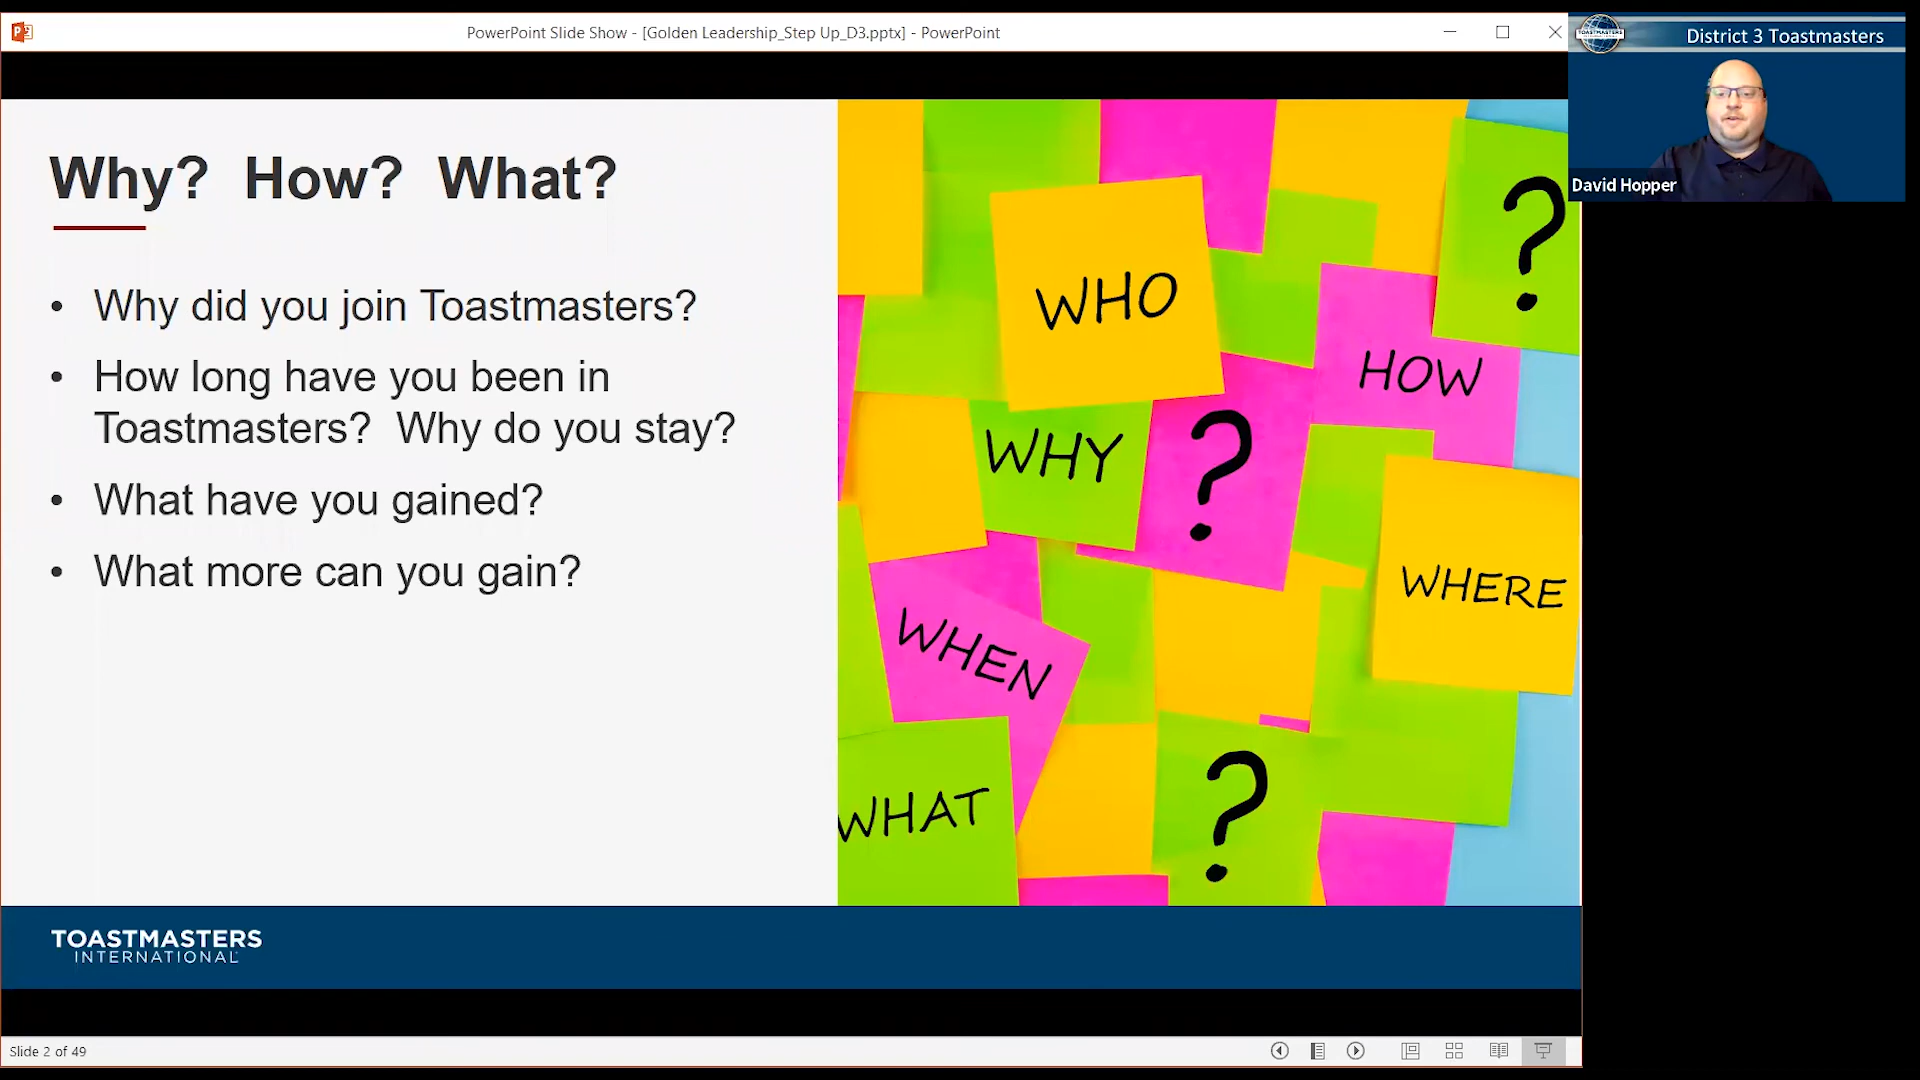 PowerPoint Slide Show - [Golden Leadership_Step Up_D3.pptx] - PowerPoint
TOASTMASTERS
District 3 Toastmasters
David Hopper
Why? How? What?
• Why did you join Toastmasters?
• How long have you been in
Toastmasters? Why do you stay?
• What have you gained?
• What more can you gain?
?
WHO
HOW
WHY
?
WHERE
WHEN
WHAT
?
TOASTMASTERS
INTERNATIONAL
Slide 2 of 49